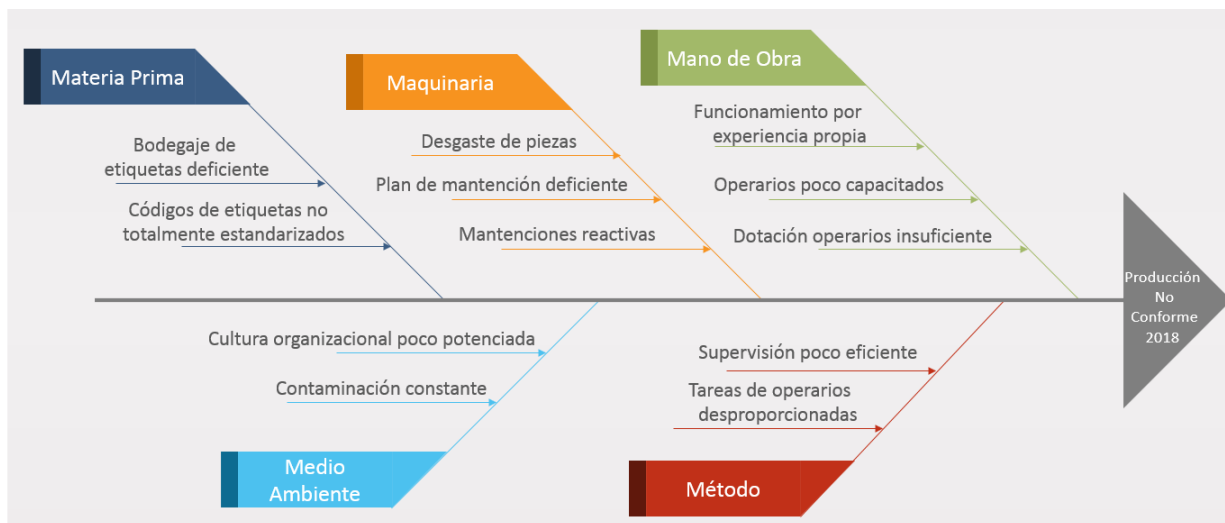 Materia Prima
Bodegaje de
etiquetas deficiente
Códigos de etiquetas no
totalmente estandarizados
Maquinaria
Desgaste de piezas
Plan de mantención deficiente
Mantenciones reactivas
Mano de Obra
Funcionamiento por
experiencia propia
Operarios poco capacitados
Dotación operarios insuficiente
Producción
No
Conforme
2018
Cultura organizacional poco potenciada
Contaminación constante
Medio
Ambiente
Supervisión poco eficiente
Tareas de operarios
desproporcionadas
Método